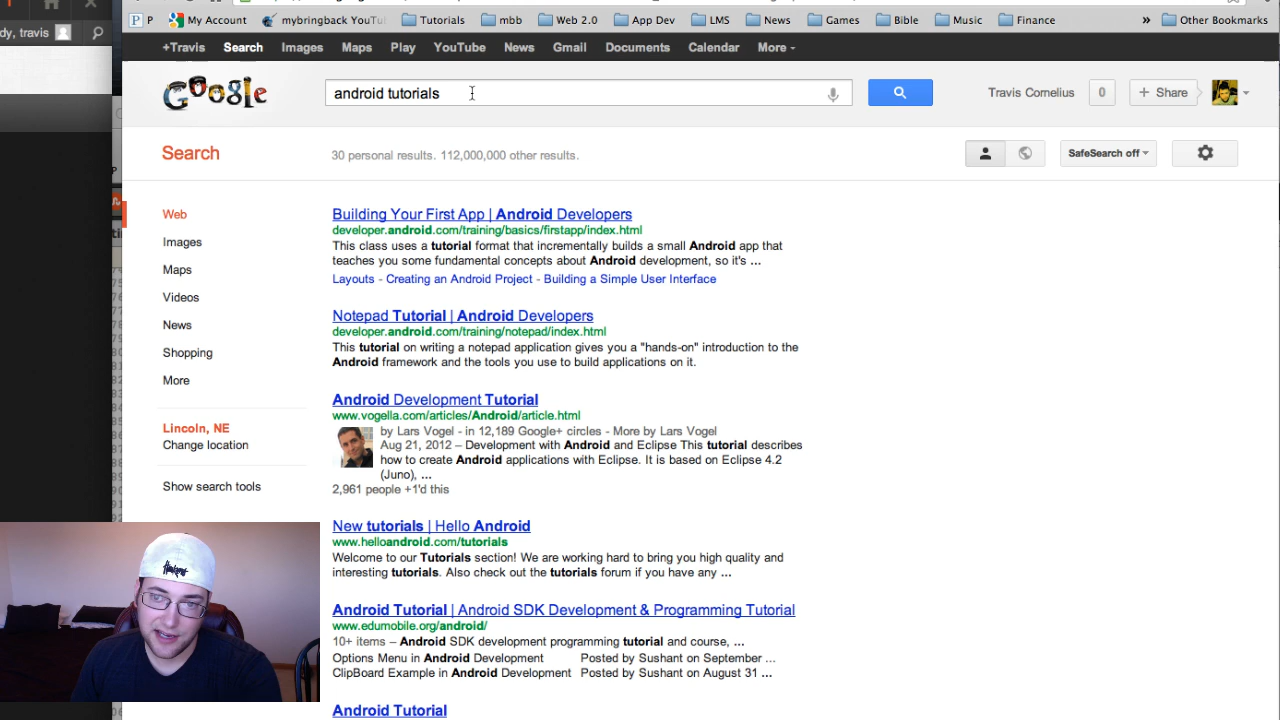 P
My Account
mybringback YouTu
Tutorials
mbb
Web 2.0
App Dev
LMS
News
Games
Bible
Music
Finance
»
Other Bookmarks
dy, travis
+Travis Search Images Maps Play YouTube News Gmail Documents Calendar More
Google
android tutorials
Travis Cornelius
0
+ Share
Search
30 personal results. 112,000,000 other results.
SafeSearch off
Web
Images
Maps
Videos
News
Shopping
More
Lincoln, NE
Change location
Show search tools
Building Your First App | Android Developers
developer.android.com/training/basics/firstapp/index.html
This class uses a tutorial format that incrementally builds a small Android app that
teaches you some fundamental concepts about Android development, so it's ...
Layouts - Creating an Android Project - Building a Simple User Interface
Notepad Tutorial | Android Developers
developer.android.com/training/notepad/index.html
This tutorial on writing a notepad application gives you a "hands-on" introduction to the
Android framework and the tools you use to build applications on it.
Android Development Tutorial
www.vogella.com/articles/Android/article.html
by Lars Vogel - in 12,189 Google+ circles - More by Lars Vogel
Aug 21, 2012 – Development with Android and Eclipse This tutorial describes
how to create Android applications with Eclipse. It is based on Eclipse 4.2
(Juno), ...
2,961 people +1'd this
New tutorials | Hello Android
www.helloandroid.com/tutorials
Welcome to our Tutorials section! We are working hard to bring you high quality and
interesting tutorials. Also check out the tutorials forum if you have any ...
Android Tutorial | Android SDK Development & Programming Tutorial
www.edumobile.org/android/
10+ items – Android SDK development programming tutorial and course, ...
Options Menu in Android Development Posted by Sushant on September ...
ClipBoard Example in Android Development Posted by Sushant on August 31 ...
Android Tutorial